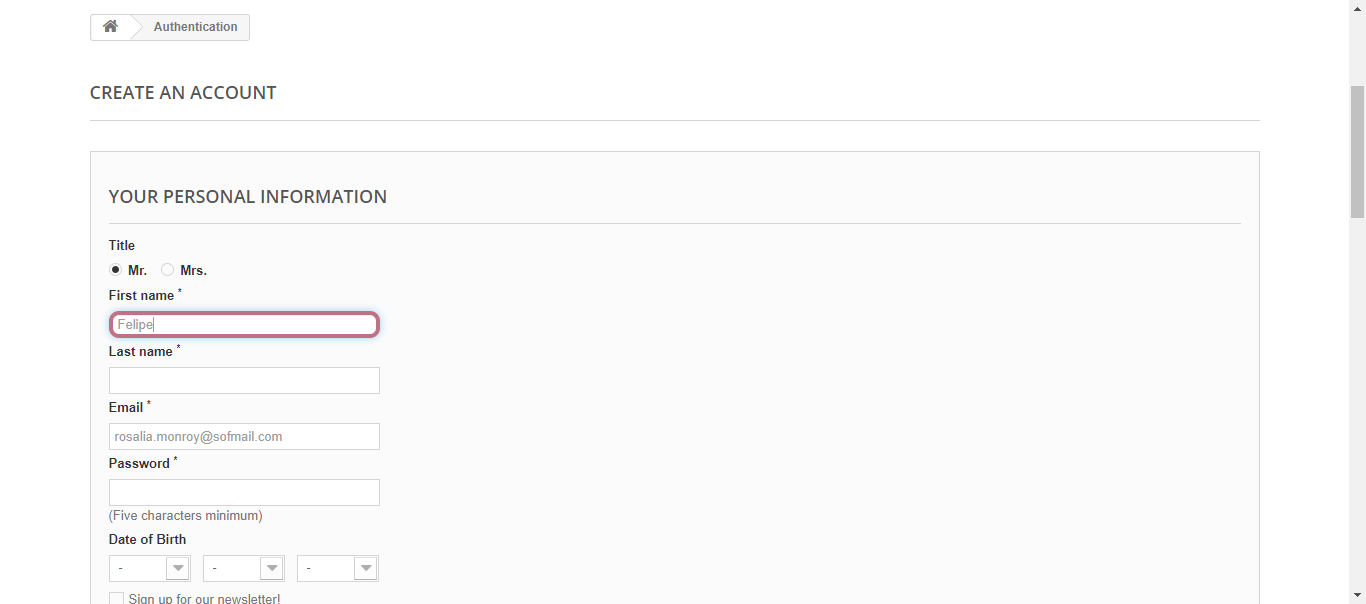 Authentication
CREATE AN ACCOUNT
YOUR PERSONAL INFORMATION
Title
Mr. Mrs.
First name *
Felipe
Last name *
Email *
rosalia.monroy@sofmail.com
Password *
(Five characters minimum)
Date of Birth
- - -
Sign up for our newsletter!